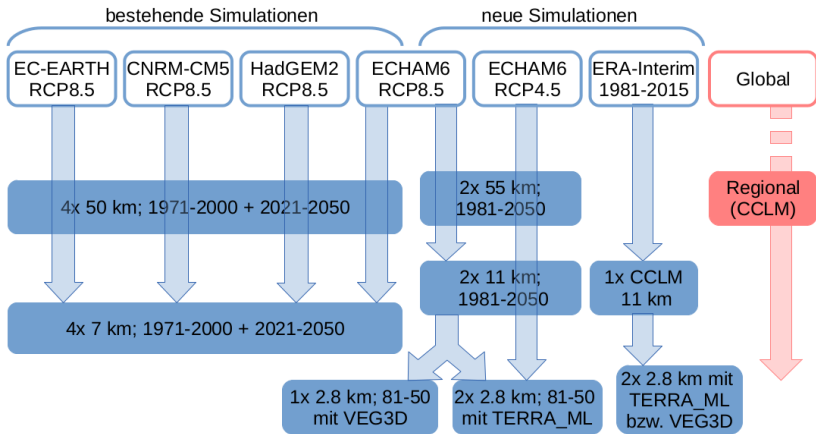 bestehende Simulationen
neue Simulationen
EC-EARTH
RCP8.5
CNRM-CM5
RCP8.5
HadGEM2
RCP8.5
ECHAM6
RCP8.5
ECHAM6
RCP4.5
ERA-Interim
1981-2015
Global
4x 50 km; 1971-2000 + 2021-2050
2x 55 km;
1981-2050
Regional
(CCLM)
2x 11 km;
1981-2050
1x CCLM
11 km
4x 7 km; 1971-2000 + 2021-2050
1x 2.8 km; 81-50
mit VEG3D
2x 2.8 km; 81-50
mit TERRA_ML
2x 2.8 km mit
TERRA_ML
bzw. VEG3D